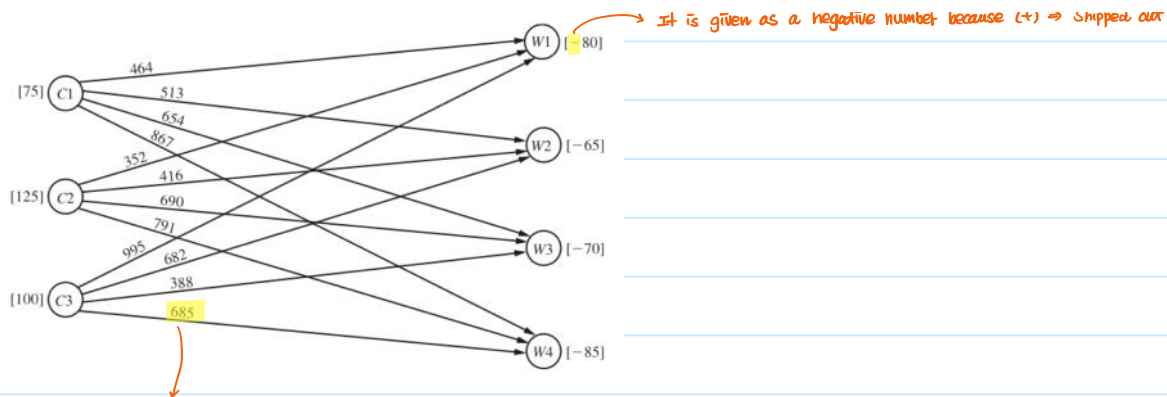 It is given as a negative number because (+) ⇒ shipped out
W1 [-80]
464
[75] C1
513
654
867
W2 [-65]
352
416
[125] C2
690
791
W3 [-70]
995
682
388
[100] C3
685
W4 [-85]